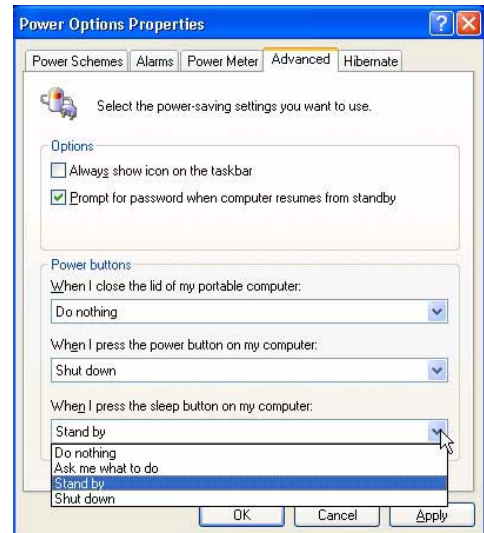 Power Options Properties
Power Schemes Alarms Power Meter Advanced Hibernate
Select the power-saving settings you want to use.
Options
Always show icon on the taskbar
Prompt for password when computer resumes from standby
Power buttons
When I close the lid of my portable computer:
Do nothing
When I press the power button on my computer:
Shut down
When I press the sleep button on my computer:
Stand by
Do nothing
Ask me what to do
Stand by
Shut down
OK Cancel Apply